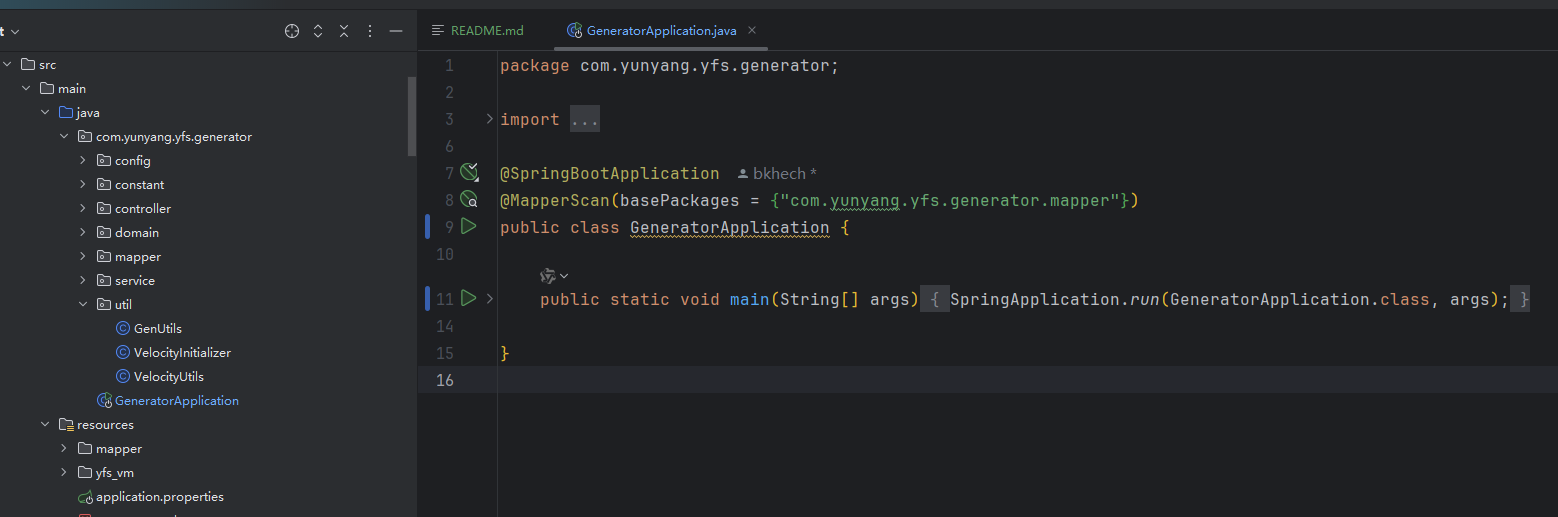 t
README.md
GeneratorApplication.java
src
main
java
com.yunyang.yfs.generator
config
constant
controller
domain
mapper
service
util
GenUtils
VelocityInitializer
VelocityUtils
GeneratorApplication
resources
mapper
yfs_vm
application.properties
1 package com.yunyang.yfs.generator;
2
3 import ...
6
7 @SpringBootApplication bkhech *
8 @MapperScan(basePackages = {"com.yunyang.yfs.generator.mapper"})
9 public class GeneratorApplication {
10
11 public static void main(String[] args) { SpringApplication.run(GeneratorApplication.class, args); }
14
15 }
16